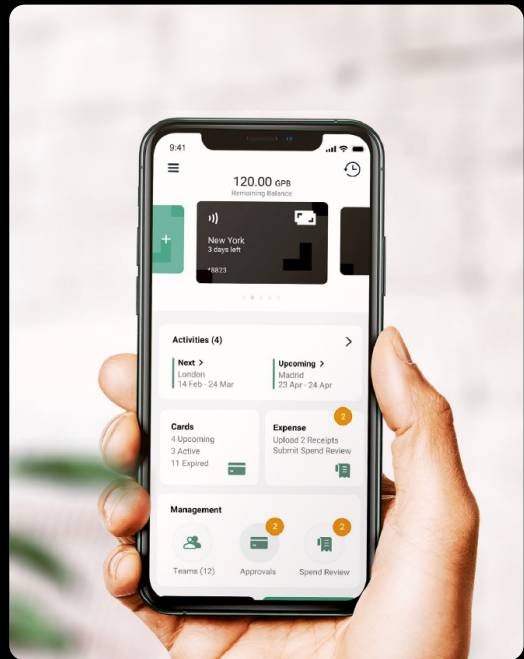 9:41
120.00 GPB
Remaining Balance
+
New York
3 days left
*8823
Activities (4)
Next >
London
14 Feb - 24 Mar
Upcoming >
Madrid
23 Apr - 24 Apr
Cards
4 Upcoming
3 Active
11 Expired
2
Expense
Upload 2 Receipts
Submit Spend Review
Management
2
2
Teams (12)
Approvals
Spend Review